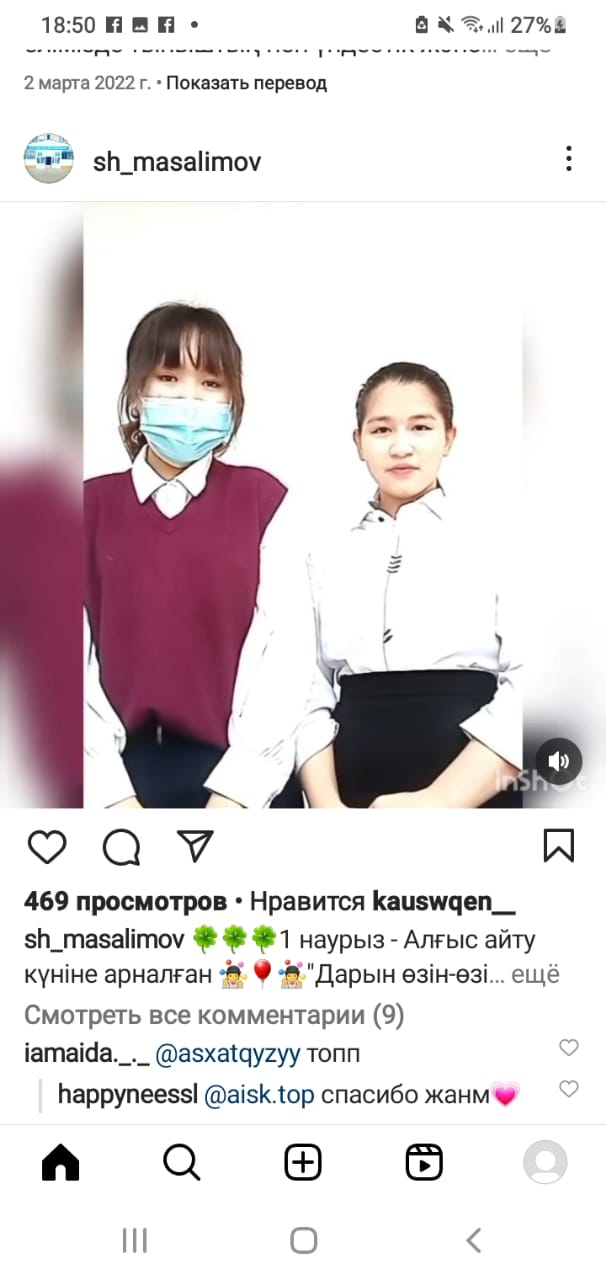 18:50
27%
2 марта 2022 г. • Показать перевод
sh_masalimov
InShOt
469 просмотров • Нравится kauswqen__
sh_masalimov 🍀🍀🍀1 наурыз - Алғыс айту
күніне арналған 🤹🎈🤹"Дарын өзін-өзі... ещё
Смотреть все комментарии (9)
iamaida._._ @asxatqyzyy топп
happyneessl @aisk.top спасибо жаным💗